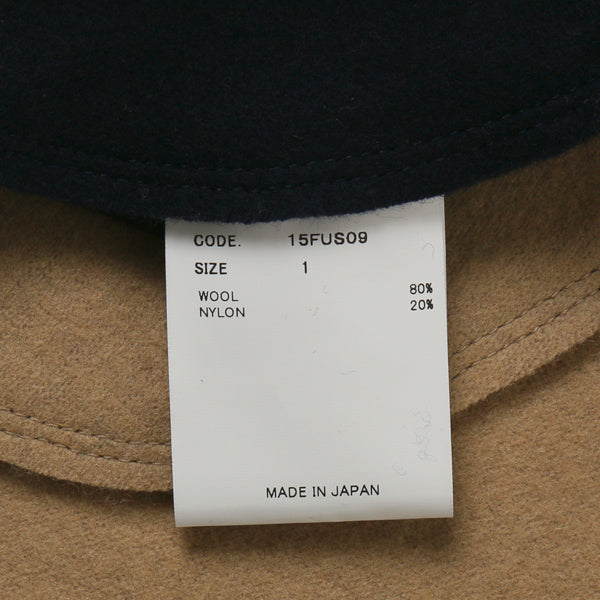 CODE. 15FUS09
SIZE 1
WOOL 80%
NYLON 20%
MADE IN JAPAN